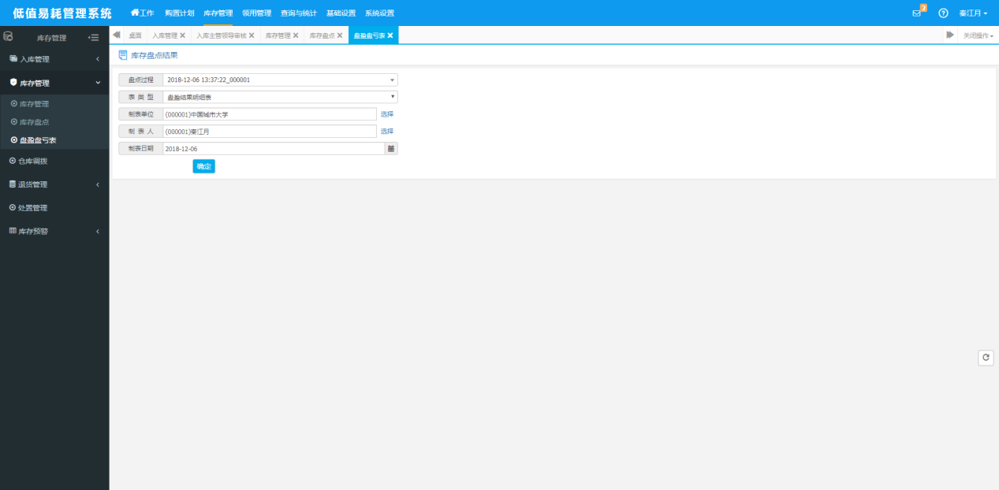 低值易耗管理系统 工作 购置计划 库存管理 领用管理 查询与统计 基础设置 系统设置 2 秦江月
库存管理 桌面 入库管理 入库主管领导审核 库存管理 库存盘点 盘盈盘亏表 关闭操作
库存盘点结果
入库管理
库存管理
库存管理
库存盘点
盘盈盘亏表
仓库调拨
退货管理
处置管理
库存预警
盘点过程 2018-12-06 13:37:22_000001
表 类 型 盘盈结果明细表
制表单位 (000001)中国城市大学 选择
制 表 人 (000001)秦江月 选择
制表日期 2018-12-06
确定